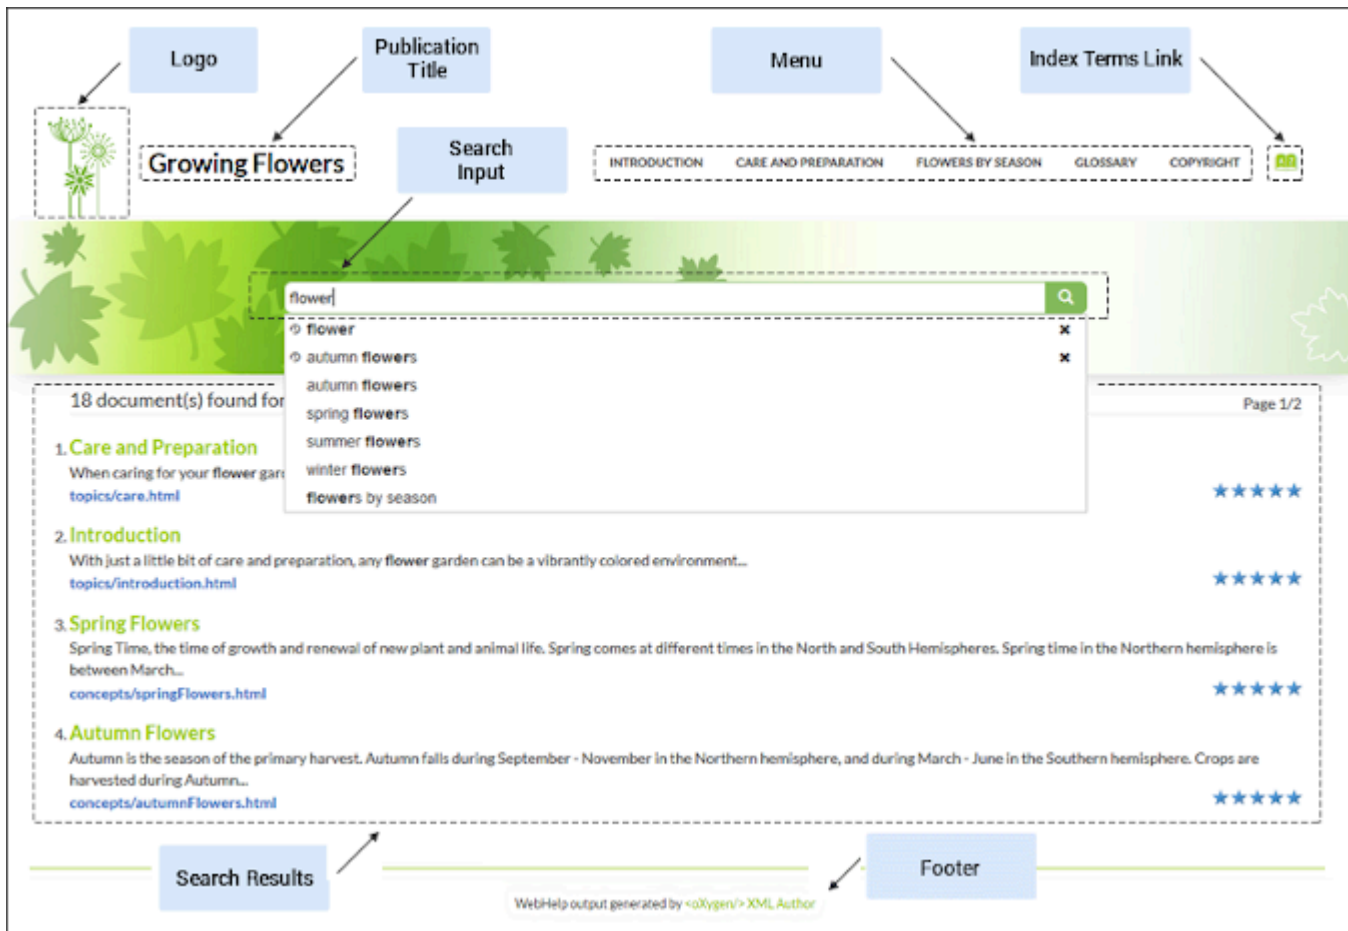 Logo
Publication
Title
Menu
Index Terms Link
Search
Input
Growing Flowers
INTRODUCTION CARE AND PREPARATION FLOWERS BY SEASON GLOSSARY COPYRIGHT
flower
flower
autumn flowers
autumn flowers
spring flowers
summer flowers
winter flowers
flowers by season
18 document(s) found for
Page 1/2
1. Care and Preparation
When caring for your flower gar
topics/care.html
2. Introduction
With just a little bit of care and preparation, any flower garden can be a vibrantly colored environment...
topics/introduction.html
3. Spring Flowers
Spring Time, the time of growth and renewal of new plant and animal life. Spring comes at different times in the North and South Hemispheres. Spring time in the Northern hemisphere is
between March...
concepts/springFlowers.html
4. Autumn Flowers
Autumn is the season of the primary harvest. Autumn falls during September - November in the Northern hemisphere, and during March - June in the Southern hemisphere. Crops are
harvested during Autumn...
concepts/autumnFlowers.html
Search Results
Footer
WebHelp output generated by <oXygen/> XML Author